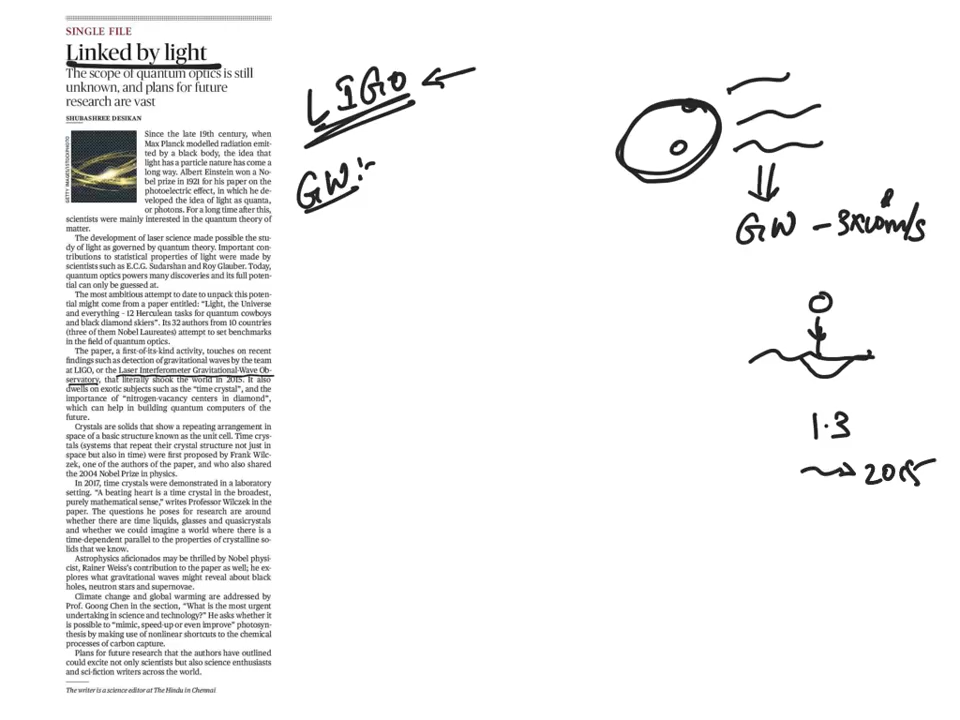 SINGLE FILE
Linked by light
The scope of quantum optics is still
unknown, and plans for future
research are vast
SHUBASHREE DESIKAN
GETTY IMAGES/ISTOCKPHOTO
Since the late 19th century, when
Max Planck modelled radiation emit-
ted by a black body, the idea that
light has a particle nature has come a
long way. Albert Einstein won a No-
bel prize in 1921 for his paper on the
photoelectric effect, in which he de-
veloped the idea of light as quanta,
or photons. For a long time after this,
scientists were mainly interested in the quantum theory of
matter.
The development of laser science made possible the stu-
dy of light as governed by quantum theory. Important con-
tributions to statistical properties of light were made by
scientists such as E.C.G. Sudarshan and Roy Glauber. Today,
quantum optics powers many discoveries and its full poten-
tial can only be guessed at.
The most ambitious attempt to date to unpack this poten-
tial might come from a paper entitled: “Light, the Universe
and everything – 12 Herculean tasks for quantum cowboys
and black diamond skiers”. Its 32 authors from 10 countries
(three of them Nobel Laureates) attempt to set benchmarks
in the field of quantum optics.
The paper, a first-of-its-kind activity, touches on recent
findings such as detection of gravitational waves by the team
at LIGO, or the Laser Interferometer Gravitational-Wave Ob-
servatory, that literally shook the world in 2015. It also
dwells on exotic subjects such as the “time crystal”, and the
importance of “nitrogen-vacancy centers in diamond”,
which can help in building quantum computers of the
future.
Crystals are solids that show a repeating arrangement in
space of a basic structure known as the unit cell. Time crys-
tals (systems that repeat their crystal structure not just in
space but also in time) were first proposed by Frank Wilc-
zek, one of the authors of the paper, and who also shared
the 2004 Nobel Prize in physics.
In 2017, time crystals were demonstrated in a laboratory
setting. “A beating heart is a time crystal in the broadest,
purely mathematical sense,” writes Professor Wilczek in the
paper. The questions he poses for research are around
whether there are time liquids, glasses and quasicrystals
and whether we could imagine a world where there is a
time-dependent parallel to the properties of crystalline so-
lids that we know.
Astrophysics aficionados may be thrilled by Nobel physi-
cist, Rainer Weiss’s contribution to the paper as well; he ex-
plores what gravitational waves might reveal about black
holes, neutron stars and supernovae.
Climate change and global warming are addressed by
Prof. Goong Chen in the section, “What is the most urgent
undertaking in science and technology?” He asks whether it
is possible to “mimic, speed-up or even improve” photosyn-
thesis by making use of nonlinear shortcuts to the chemical
processes of carbon capture.
Plans for future research that the authors have outlined
could excite not only scientists but also science enthusiasts
and sci-fiction writers across the world.
The writer is a science editor at The Hindu in Chennai
LIGO
GW:-
GW - 3x10⁸m/s
1.3
2015